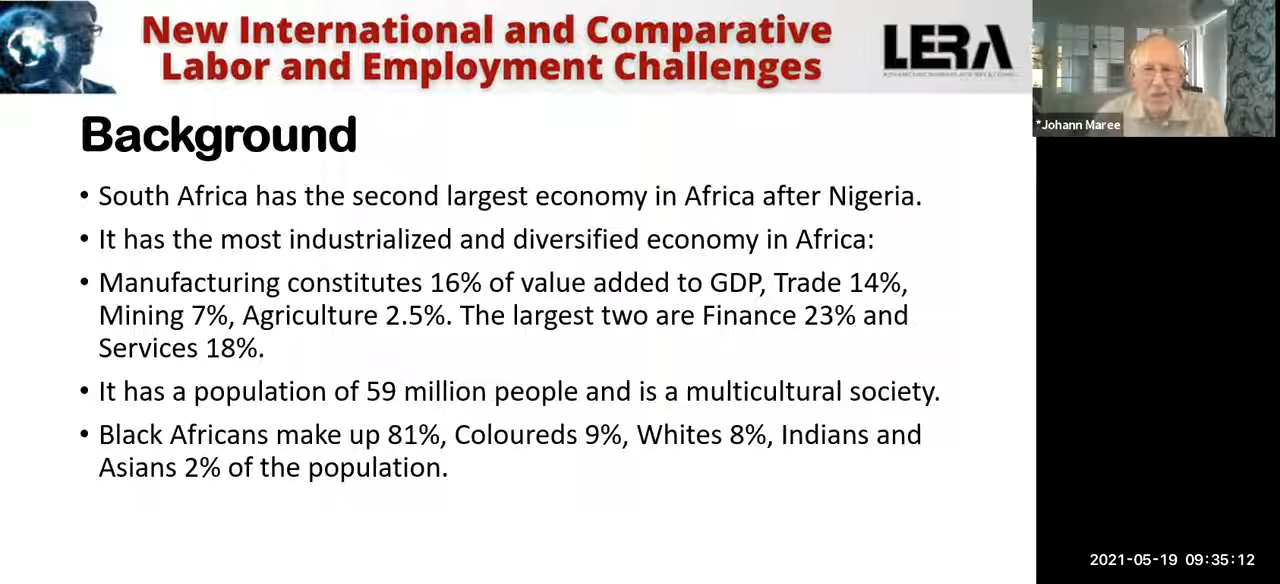 New International and Comparative
Labor and Employment Challenges
LERA
*Johann Maree
Background
• South Africa has the second largest economy in Africa after Nigeria.
• It has the most industrialized and diversified economy in Africa:
• Manufacturing constitutes 16% of value added to GDP, Trade 14%,
Mining 7%, Agriculture 2.5%. The largest two are Finance 23% and
Services 18%.
• It has a population of 59 million people and is a multicultural society.
• Black Africans make up 81%, Coloureds 9%, Whites 8%, Indians and
Asians 2% of the population.
2021-05-19 09:35:12